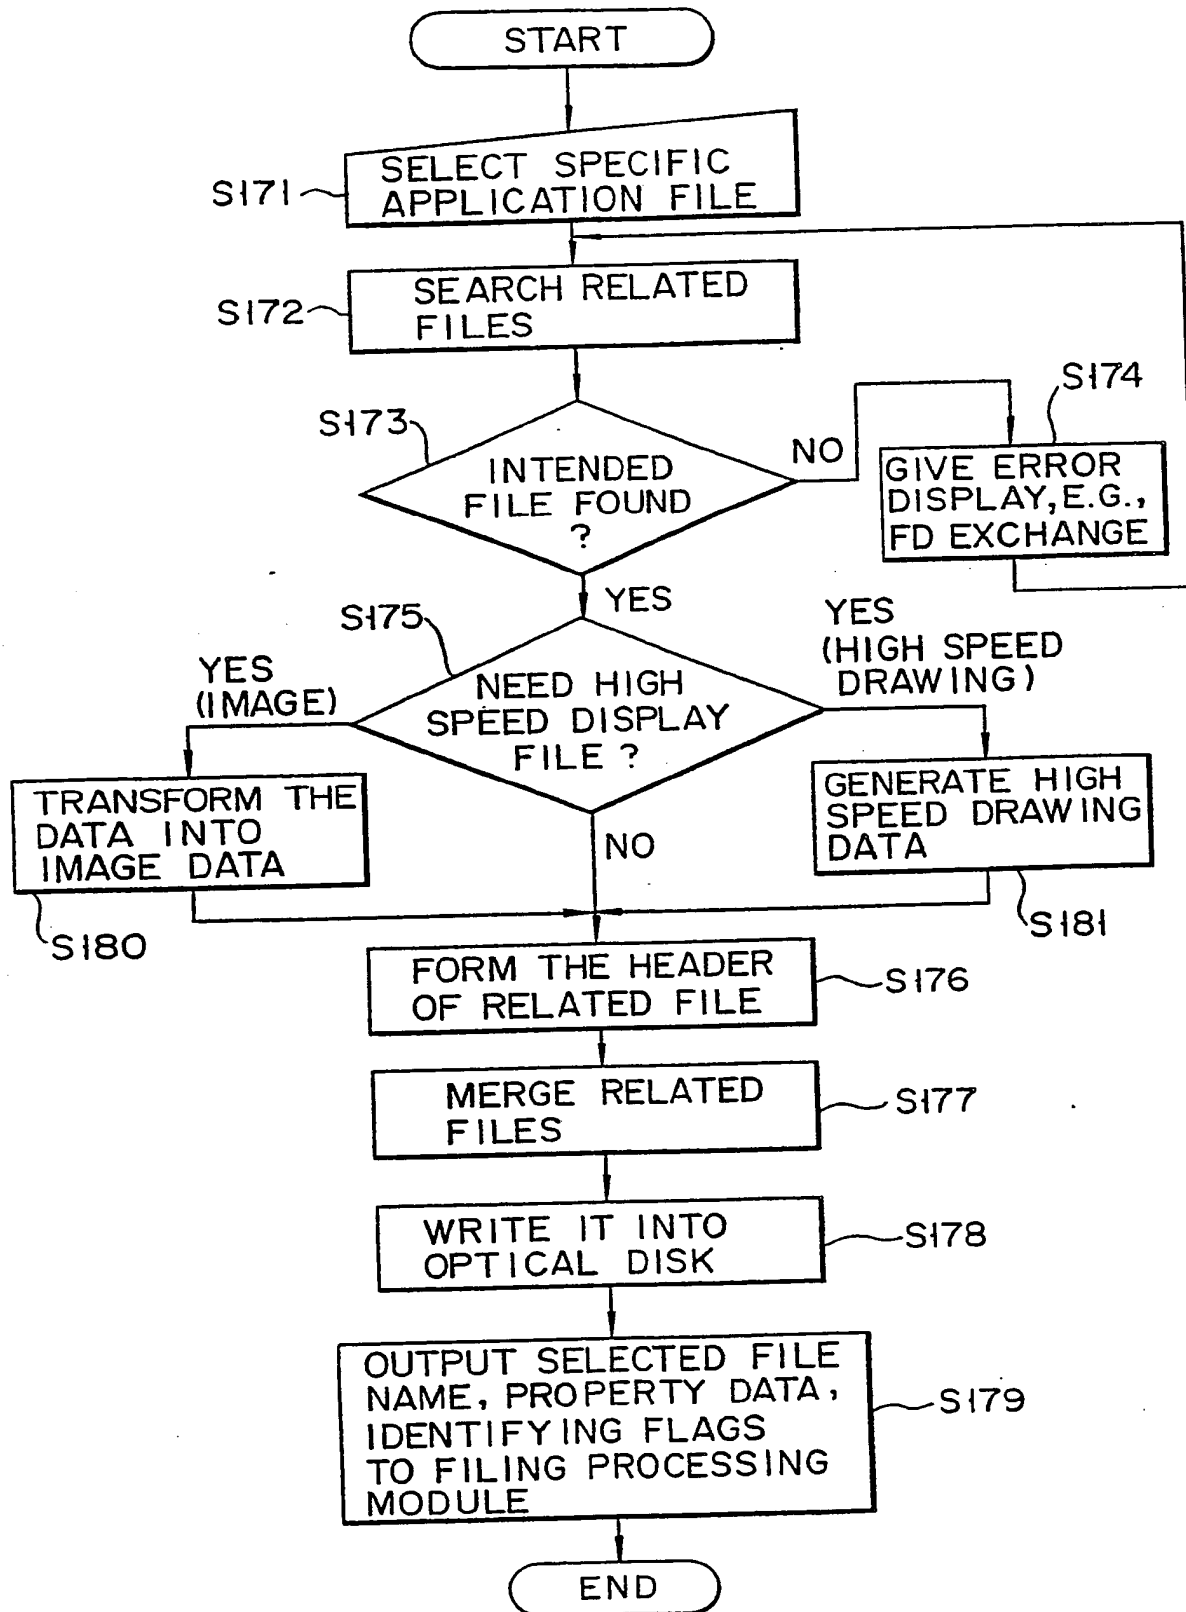 START
S171
SELECT SPECIFIC
APPLICATION FILE
S172
SEARCH RELATED
FILES
S173
INTENDED
FILE FOUND
?
NO
S174
GIVE ERROR
DISPLAY, E.G.,
FD EXCHANGE
YES
S175
NEED HIGH
SPEED DISPLAY
FILE ?
YES
(IMAGE)
YES
(HIGH SPEED
DRAWING)
TRANSFORM THE
DATA INTO
IMAGE DATA
S180
NO
GENERATE HIGH
SPEED DRAWING
DATA
S181
FORM THE HEADER
OF RELATED FILE
S176
MERGE RELATED
FILES
S177
WRITE IT INTO
OPTICAL DISK
S178
OUTPUT SELECTED FILE
NAME, PROPERTY DATA,
IDENTIFYING FLAGS
TO FILING PROCESSING
MODULE
S179
END